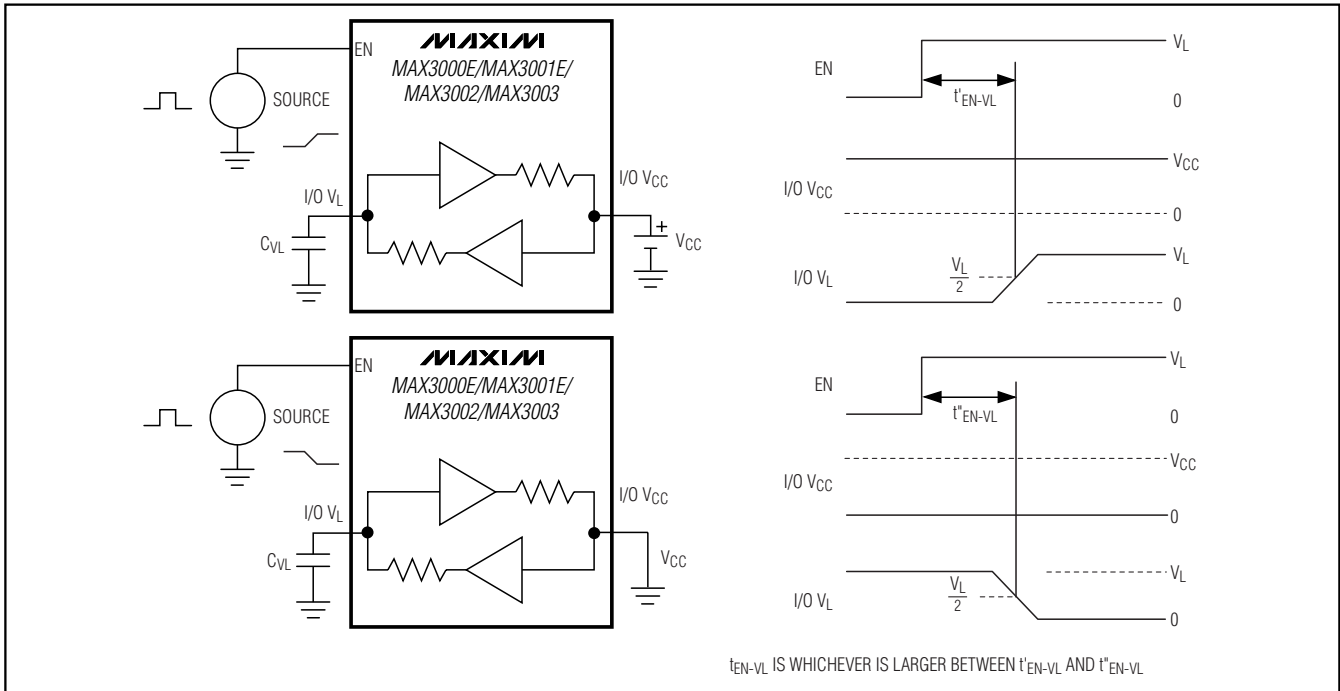 EN
MAXIM
MAX3000E/MAX3001E/
MAX3002/MAX3003
SOURCE
I/O VL
I/O VCC
CVL
+
VCC
EN
VL
t'EN-VL
0
VCC
I/O VCC
0
VL
I/O VL
VL
2
0
EN
MAXIM
MAX3000E/MAX3001E/
MAX3002/MAX3003
SOURCE
I/O VL
I/O VCC
CVL
VCC
VL
EN
t"EN-VL
0
VCC
I/O VCC
0
VL
I/O VL
VL
2
0
tEN-VL IS WHICHEVER IS LARGER BETWEEN t'EN-VL AND t"EN-VL